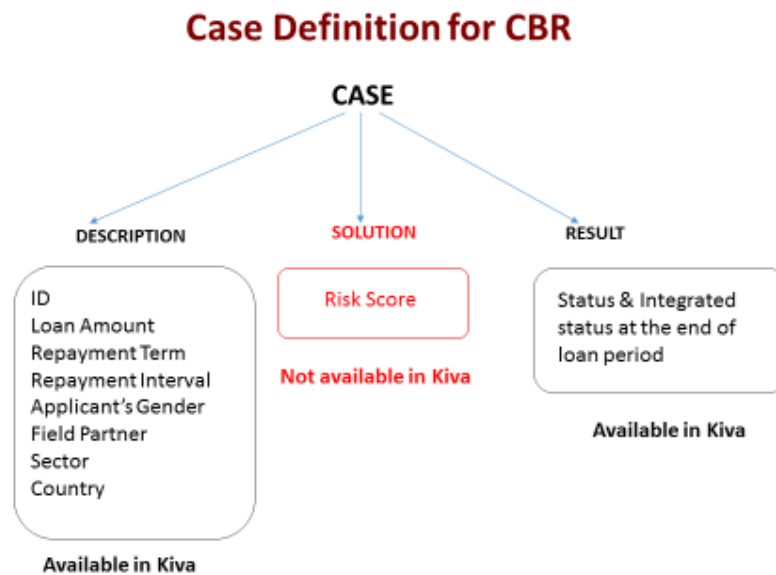 Case Definition for CBR
CASE
DESCRIPTION
SOLUTION
RESULT
ID
Loan Amount
Repayment Term
Repayment Interval
Applicant's Gender
Field Partner
Sector
Country
Available in Kiva
Risk Score
Not available in Kiva
Status & Integrated
status at the end of
loan period
Available in Kiva